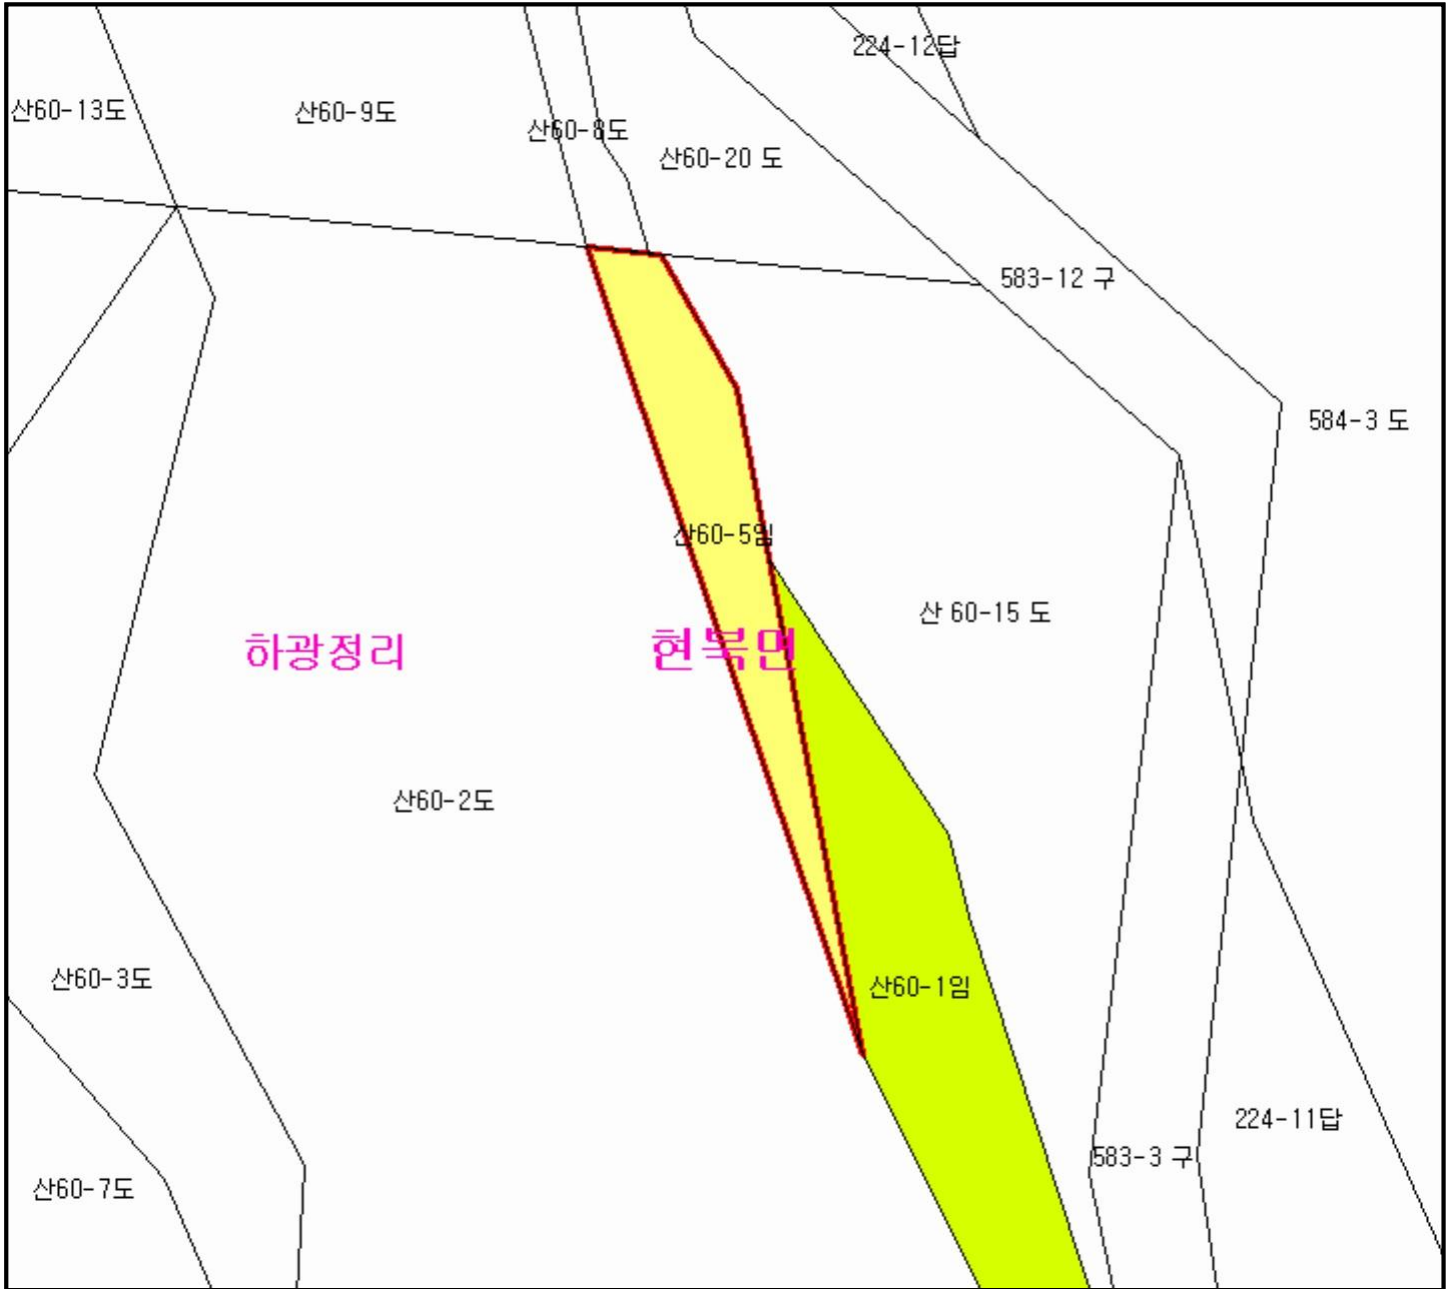 224-12답
산60-13도
산60-9도
산60-8도
산60-20 도
583-12 구
584-3 도
산60-5임
산 60-15 도
하광정리
현북면
산60-2도
산60-3도
산60-1임
224-11답
583-3 구
산60-7도